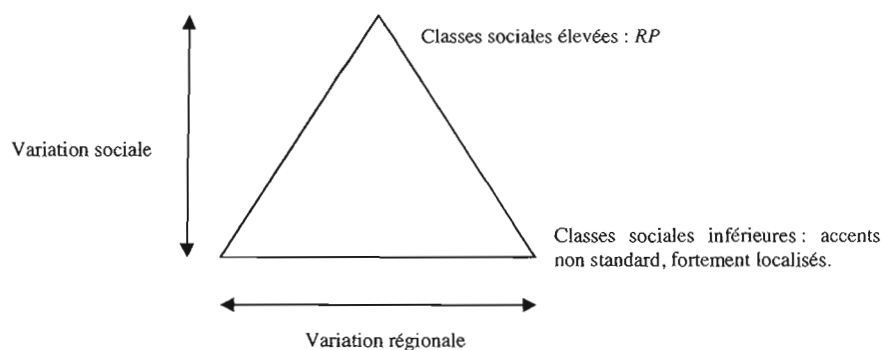 Classes sociales élevées : RP
Variation sociale
Classes sociales inférieures : accents
non standard, fortement localisés.
Variation régionale